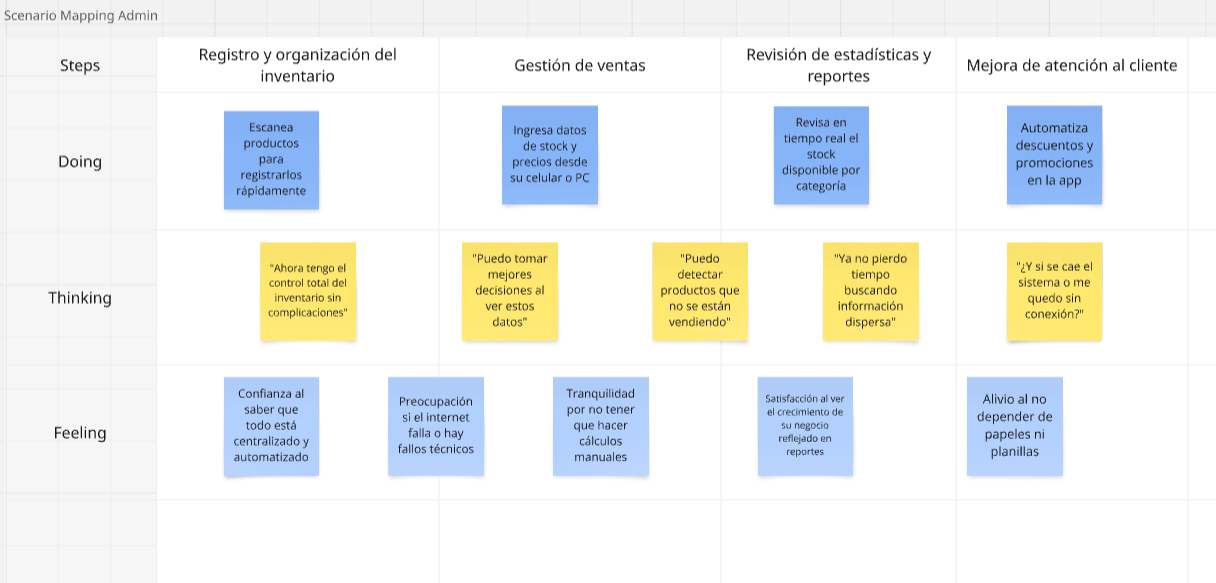 Scenario Mapping Admin
Steps
Registro y organización del
inventario
Gestión de ventas
Revisión de estadísticas y
reportes
Mejora de atención al cliente
Doing
Escanea
productos
para
registrarlos
rápidamente
Ingresa datos
de stock y
precios desde
su celular o PC
Revisa en
tiempo real el
stock
disponible por
categoría
Automatiza
descuentos y
promociones
en la app
Thinking
"Ahora tengo el
control total del
inventario sin
complicaciones"
"Puedo tomar
mejores
decisiones al
ver estos
datos"
"Puedo
detectar
productos que
no se están
vendiendo"
"Ya no pierdo
tiempo
buscando
información
dispersa"
"¿Y si se cae el
sistema o me
quedo sin
conexión?"
Feeling
Confianza al
saber que
todo está
centralizado y
automatizado
Preocupación
si el internet
falla o hay
fallos técnicos
Tranquilidad
por no tener
que hacer
cálculos
manuales
Satisfacción al ver
el crecimiento de
su negocio
reflejado en
reportes
Alivio al no
depender de
papeles ni
planillas